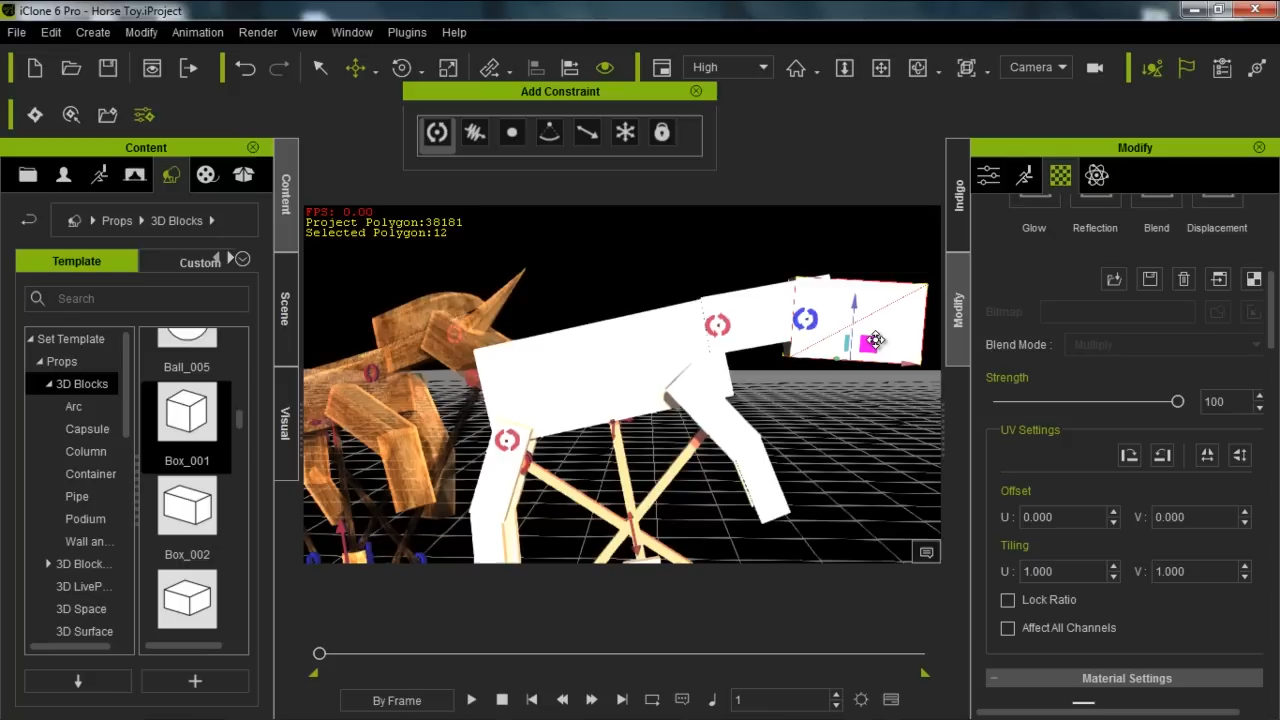 iClone 6 Pro - Horse Toy.iProject
File Edit Create Modify Animation Render View Window Plugins Help
High
Camera
Add Constraint
Content
Modify
Props
3D Blocks
Template
Custom
Search
Set Template
Props
3D Blocks
Arc
Capsule
Column
Container
Pipe
Podium
Wall an...
3D Block...
3D LiveP...
3D Space
3D Surface
Ball_005
Box_001
Box_002
Content
Scene
Visual
FPS: 0.00
Project Polygon:38181
Selected Polygon:12
By Frame
1
Indigo
Modify
Glow Reflection Blend Displacement
Bitmap :
Blend Mode : Multiply
Strength
100
UV Settings
Offset
U : 0.000 V : 0.000
Tiling
U : 1.000 V : 1.000
Lock Ratio
Affect All Channels
Material Settings